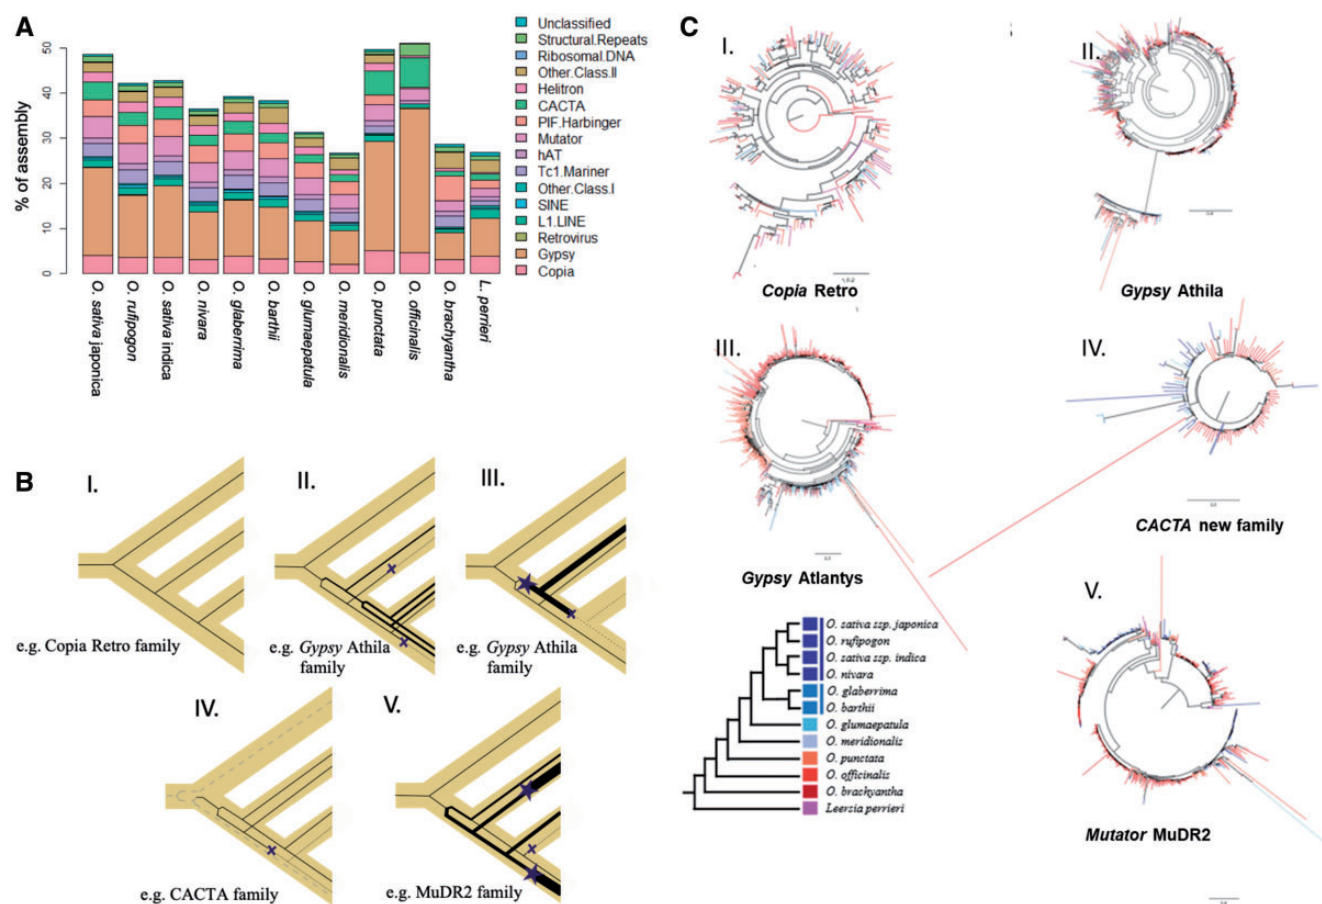 A
% of assembly
50
40
30
20
10
0
O. sativa japonica
O. rufipogon
O. sativa indica
O. nivara
O. glaberrima
O. barthii
O. glumaepatula
O. meridionalis
O. punctata
O. officinalis
O. brachyantha
L. perrieri
Unclassified
Structural.Repeats
Ribosomal.DNA
Other.Class.II
Helitron
CACTA
PIF.Harbinger
Mutator
hAT
Tc1.Mariner
Other.Class.I
SINE
L1.LINE
Retrovirus
Gypsy
Copia
B
I.
e.g. Copia Retro family
II.
e.g. Gypsy Athila
family
III.
e.g. Gypsy Athila
family
IV.
e.g. CACTA family
V.
e.g. MuDR2 family
C
I.
Copia Retro
II.
Gypsy Athila
III.
Gypsy Atlantys
IV.
CACTA new family
V.
Mutator MuDR2
O. sativa ssp. japonica
O. rufipogon
O. sativa ssp. indica
O. nivara
O. glaberrima
O. barthii
O. glumaepatula
O. meridionalis
O. punctata
O. officinalis
O. brachyantha
Leersia perrieri